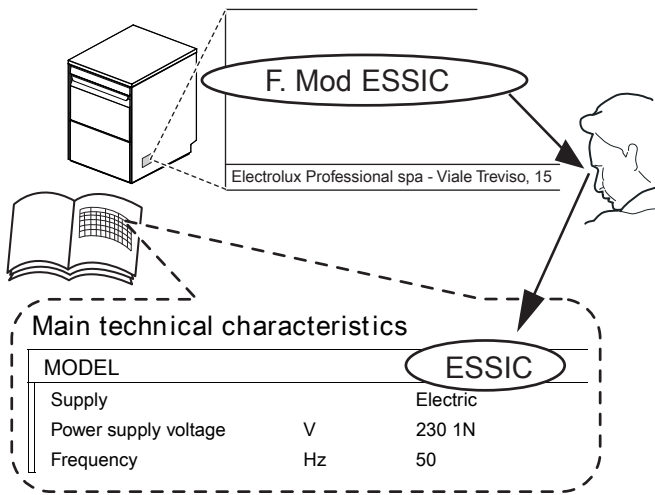 F. Mod ESSIC
Electrolux Professional spa - Viale Treviso, 15
Main technical characteristics
MODEL ESSIC
Supply Electric
Power supply voltage V 230 1N
Frequency Hz 50